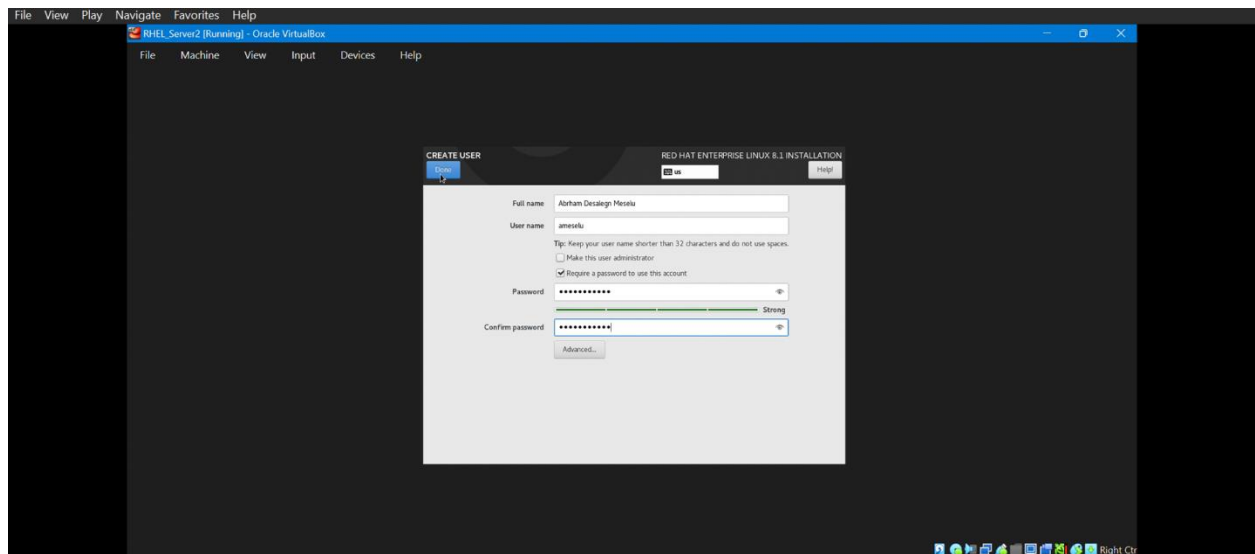 File View Play Navigate Favorites Help
RHEL_Server2 [Running] - Oracle VirtualBox
File Machine View Input Devices Help
CREATE USER RED HAT ENTERPRISE LINUX 8.1 INSTALLATION
Done us Help!
Full name Abrham Desalegn Meselu
User name ameselu
Tip: Keep your user name shorter than 32 characters and do not use spaces.
Make this user administrator
Require a password to use this account
Password •••••••••••
Strong
Confirm password •••••••••••
Advanced...
Right Ctr